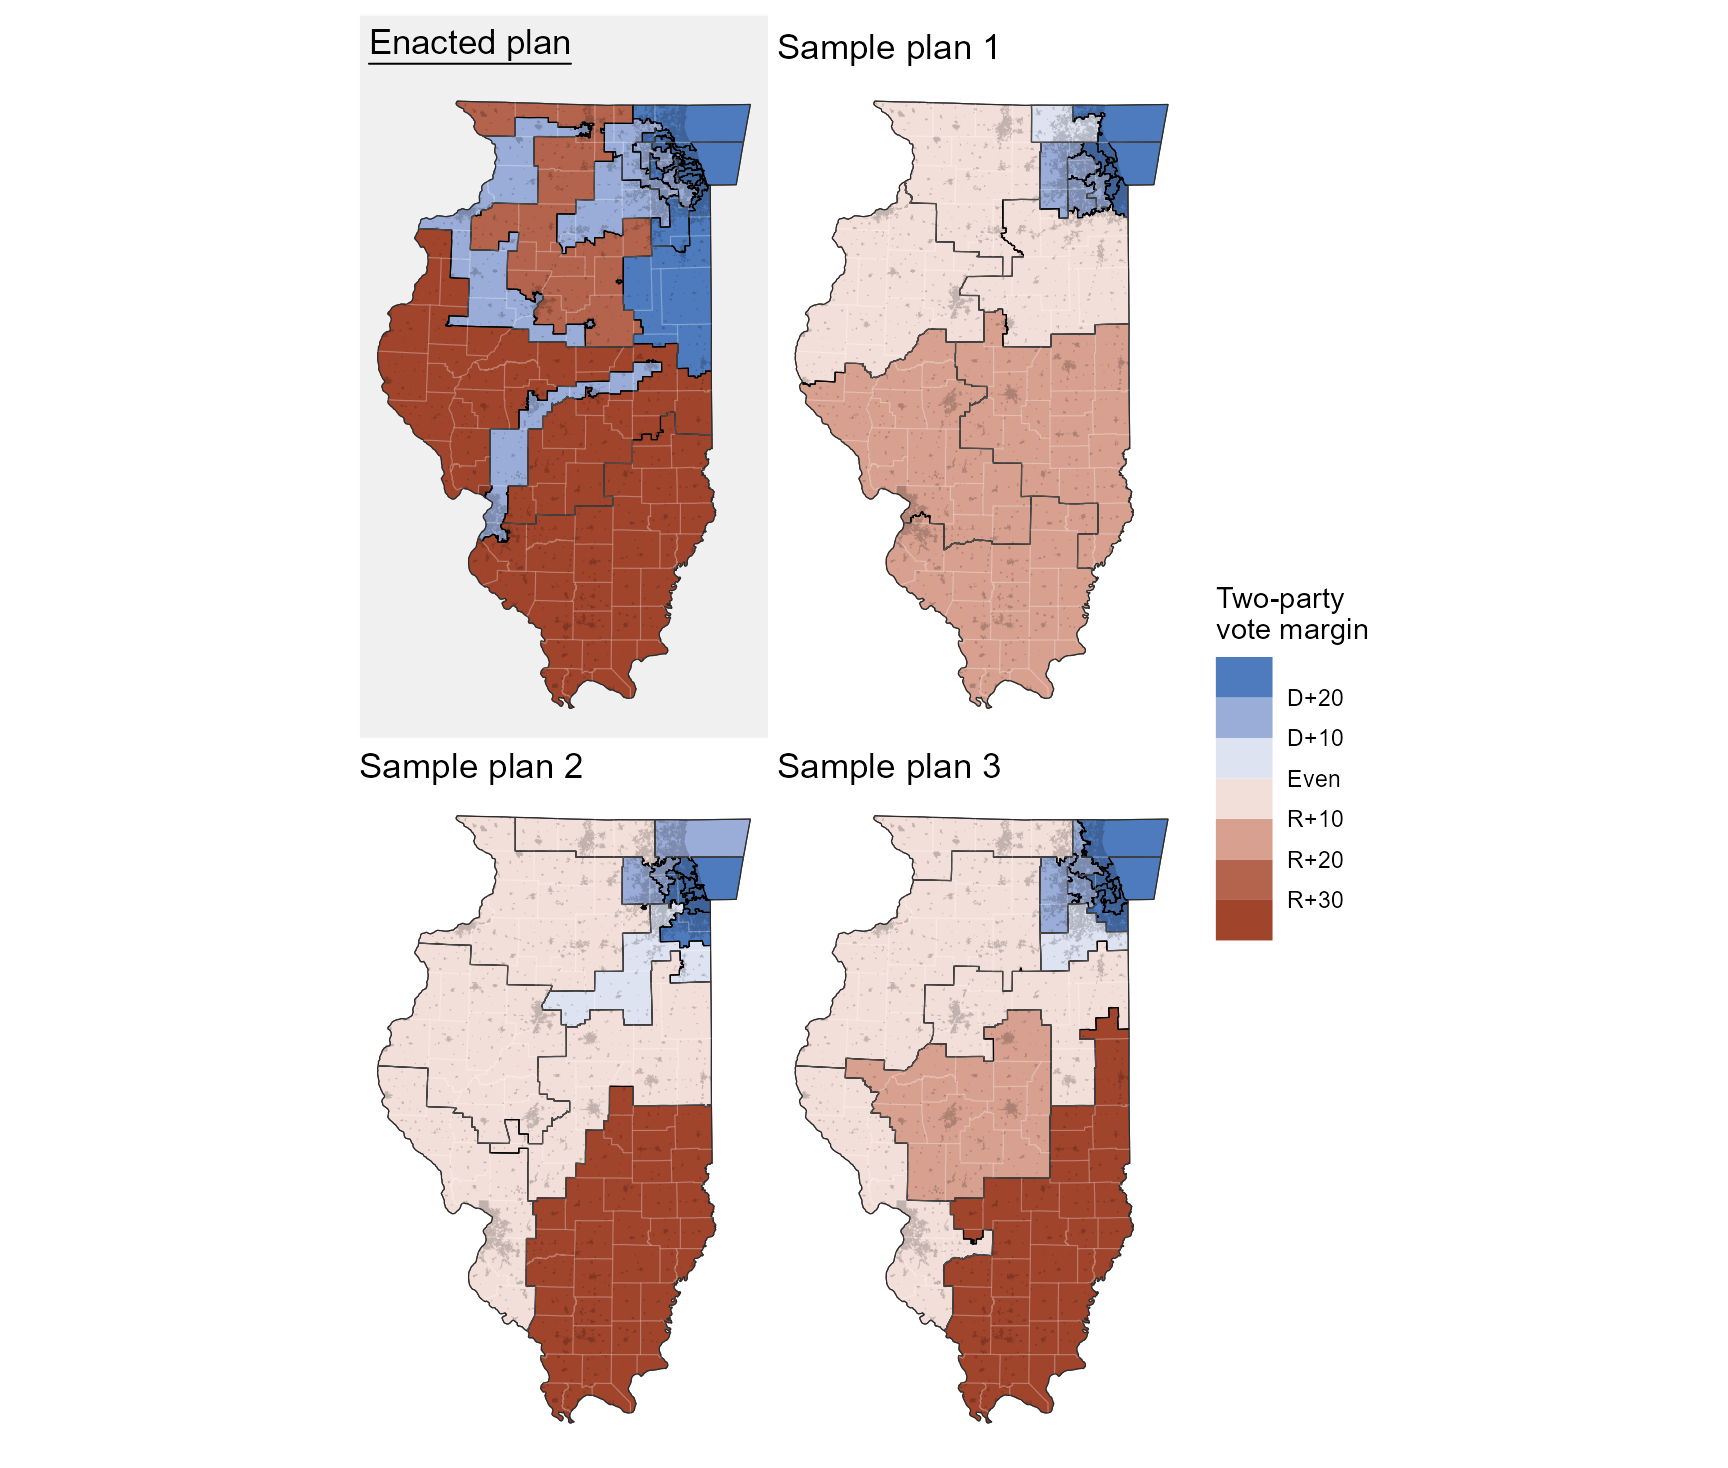 Enacted plan
Sample plan 1
Sample plan 2
Sample plan 3
Two-party
vote margin
D+20
D+10
Even
R+10
R+20
R+30